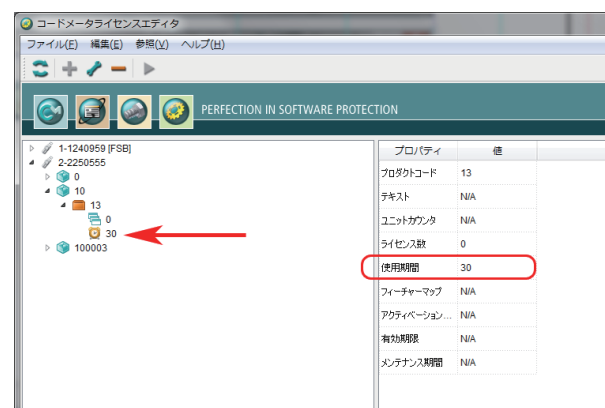 コードメータライセンスエディタ
ファイル(F) 編集(E) 参照(V) ヘルプ(H)
PERFECTION IN SOFTWARE PROTECTION
1-1240959 [FSB]
2-2250555
0
10
13
0
30
100003
プロパティ 値
プロダクトコード 13
テキスト N/A
ユニットカウンタ N/A
ライセンス数 0
使用期間 30
フィーチャーマップ N/A
アクティベーション... N/A
有効期限 N/A
メンテナンス期間 N/A